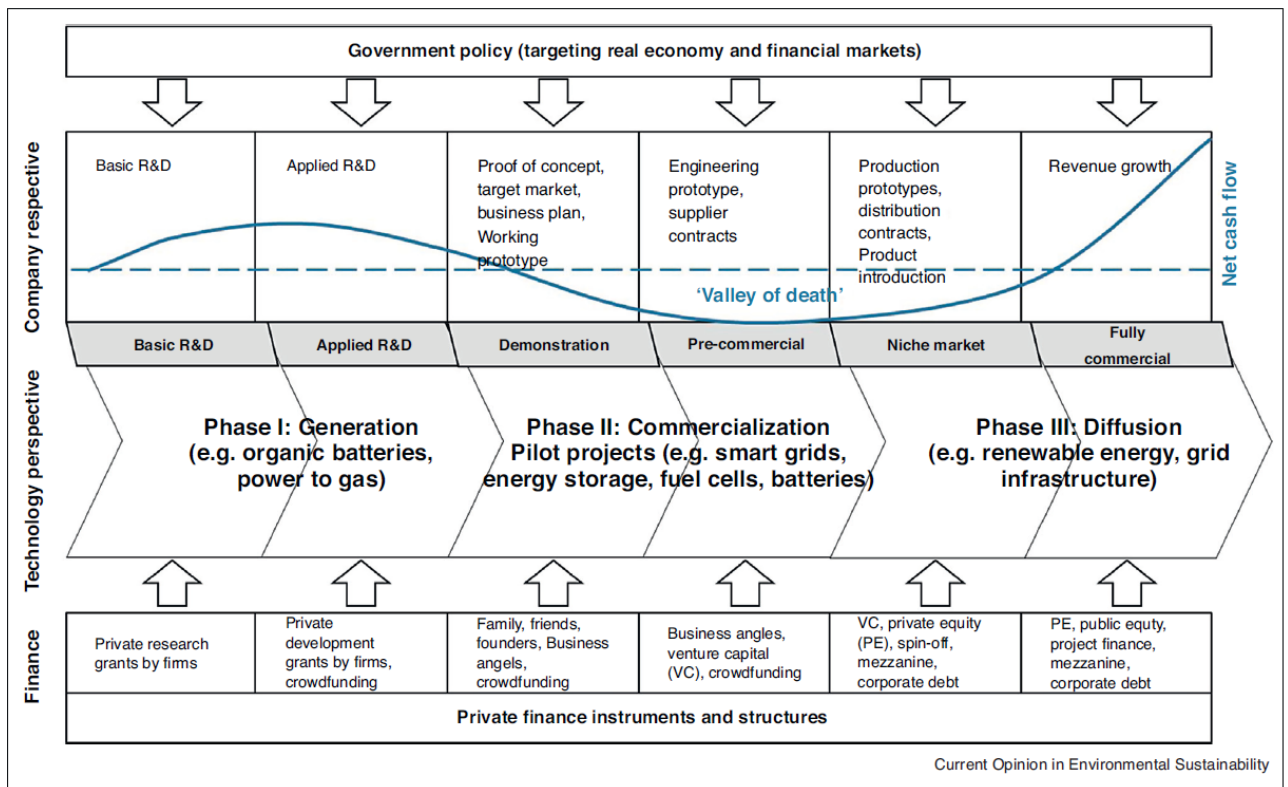 Government policy (targeting real economy and financial markets)
Company respective
Basic R&D
Applied R&D
Proof of concept,
target market,
business plan,
Working
prototype
Engineering
prototype,
supplier
contracts
Production
prototypes,
distribution
contracts,
Product
introduction
Revenue growth
Net cash flow
'Valley of death'
Basic R&D
Applied R&D
Demonstration
Pre-commercial
Niche market
Fully
commercial
Technology perspective
Phase I: Generation
(e.g. organic batteries,
power to gas)
Phase II: Commercialization
Pilot projects (e.g. smart grids,
energy storage, fuel cells, batteries)
Phase III: Diffusion
(e.g. renewable energy, grid
infrastructure)
Finance
Private research
grants by firms
Private
development
grants by firms,
crowdfunding
Family, friends,
founders, Business
angels,
crowdfunding
Business angles,
venture capital
(VC), crowdfunding
VC, private equity
(PE), spin-off,
mezzanine,
corporate debt
PE, public equty,
project finance,
mezzanine,
corporate debt
Private finance instruments and structures
Current Opinion in Environmental Sustainability